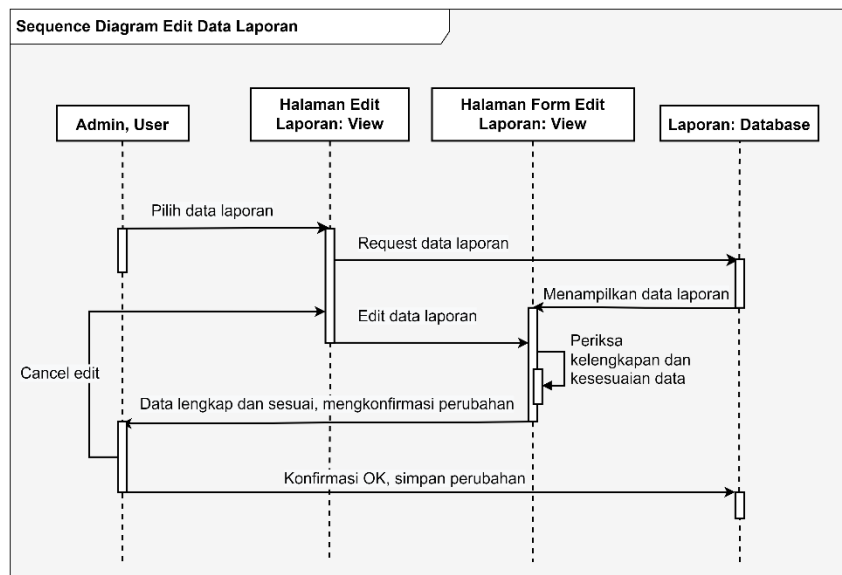 Sequence Diagram Edit Data Laporan
Admin, User
Halaman Edit
Laporan: View
Halaman Form Edit
Laporan: View
Laporan: Database
Pilih data laporan
Request data laporan
Menampilkan data laporan
Edit data laporan
Periksa
kelengkapan dan
kesesuaian data
Cancel edit
Data lengkap dan sesuai, mengkonfirmasi perubahan
Konfirmasi OK, simpan perubahan